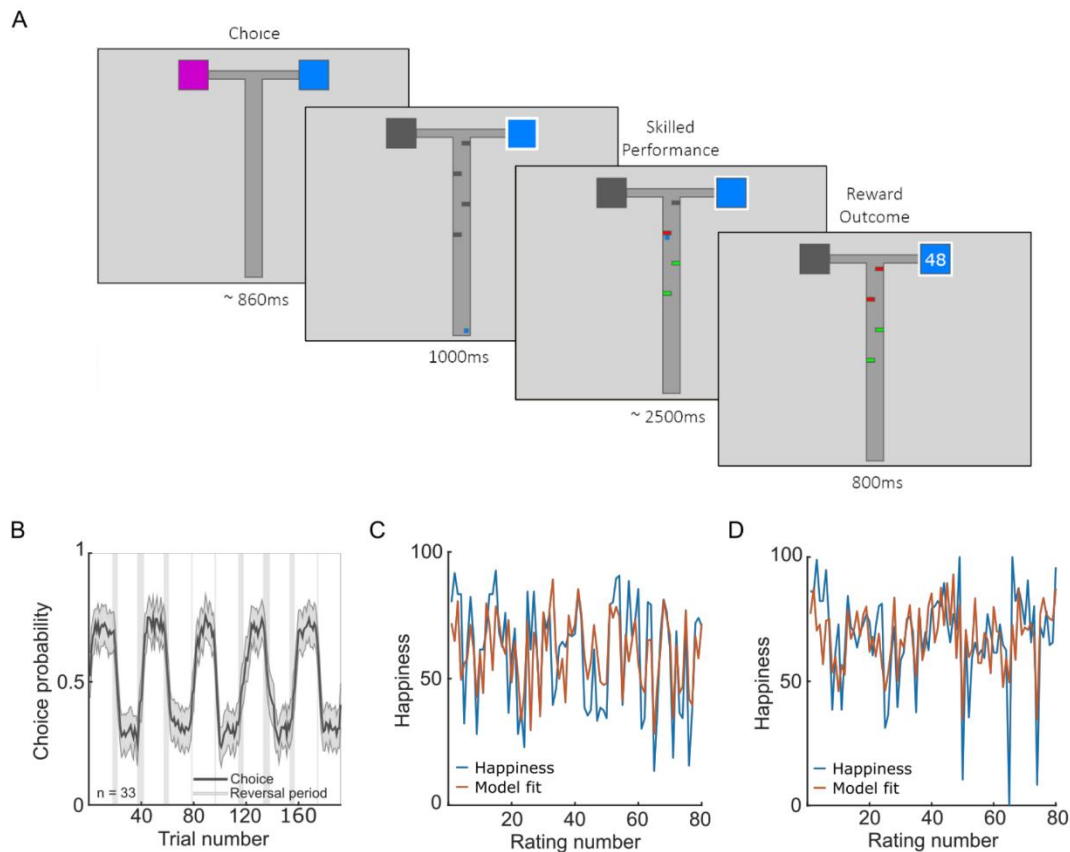 A
Choice
~ 860ms
1000ms
Skilled
Performance
~ 2500ms
Reward
Outcome
48
800ms
B
Choice probability
1
0.5
0
n = 33
Choice
Reversal period
0 40 80 120 160
Trial number
C
Happiness
100
50
0
Happiness
Model fit
20 40 60 80
Rating number
D
Happiness
100
50
0
Happiness
Model fit
20 40 60 80
Rating number